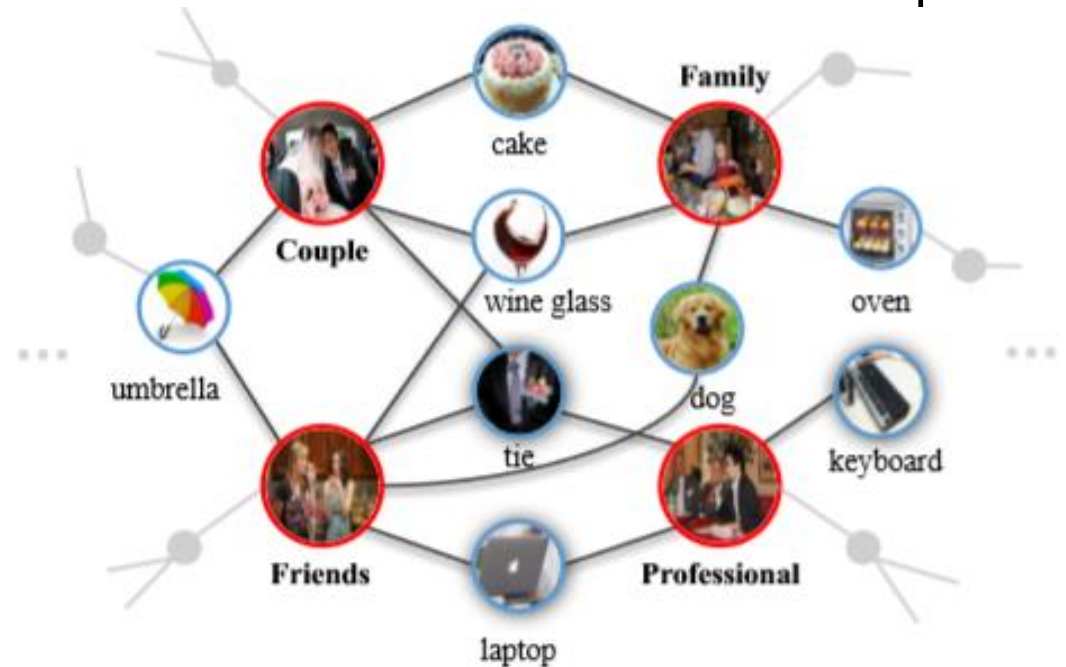 Family
cake
Couple
wine glass
oven
umbrella
dog
tie
keyboard
Friends
Professional
laptop